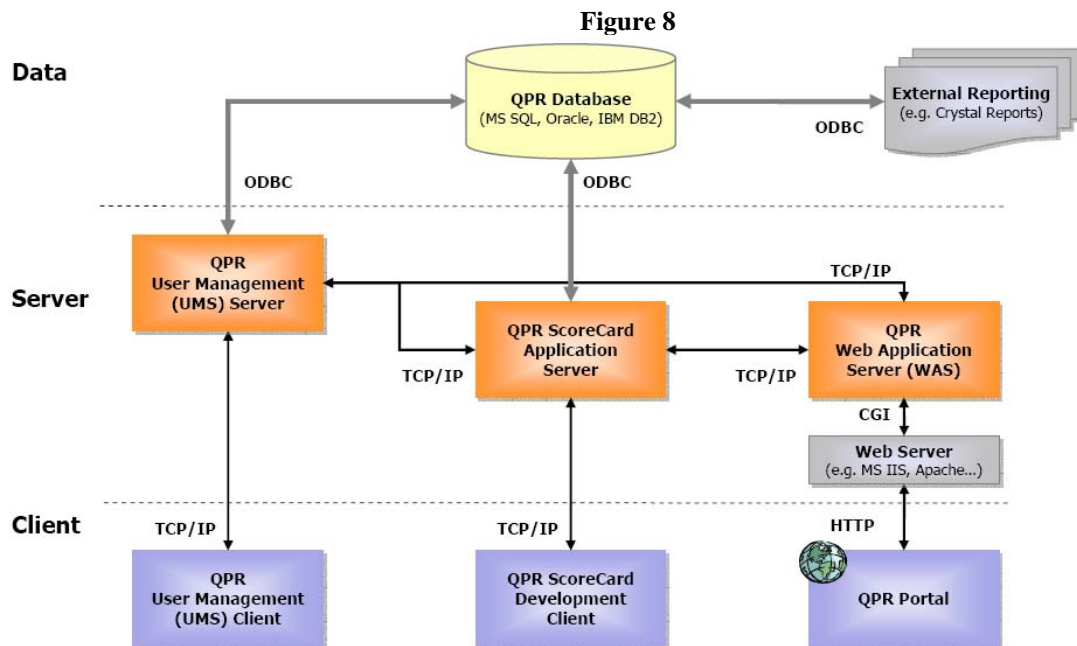 Figure 8
Data
QPR Database
(MS SQL, Oracle, IBM DB2)
External Reporting
(e.g. Crystal Reports)
ODBC
ODBC
ODBC
Server
QPR
User Management
(UMS) Server
TCP/IP
QPR ScoreCard
Application
Server
QPR
Web Application
Server (WAS)
TCP/IP
TCP/IP
CGI
Web Server
(e.g. MS IIS, Apache...)
Client
TCP/IP
TCP/IP
HTTP
QPR
User Management
(UMS) Client
QPR ScoreCard
Development
Client
QPR Portal